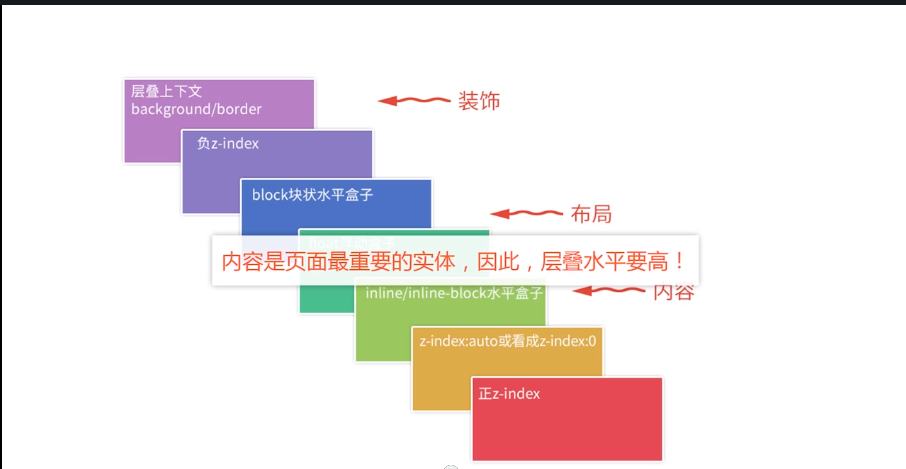 层叠上下文
background/border
装饰
负z-index
block块状水平盒子
布局
内容是页面最重要的实体，因此，层叠水平要高！
inline/inline-block水平盒子
内容
z-index:auto或看成z-index:0
正z-index